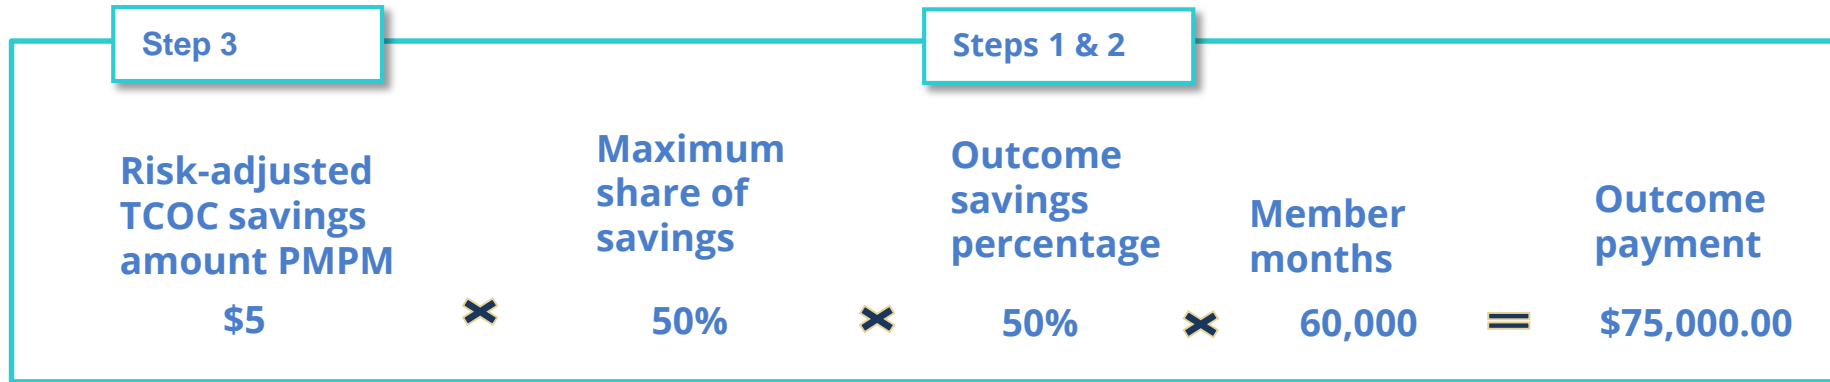 Step 3
Steps 1 & 2
Risk-adjusted
TCOC savings
amount PMPM
Maximum
share of
savings
Outcome
savings
percentage
Member
months
Outcome
payment
$5 × 50% × 50% × 60,000 = $75,000.00